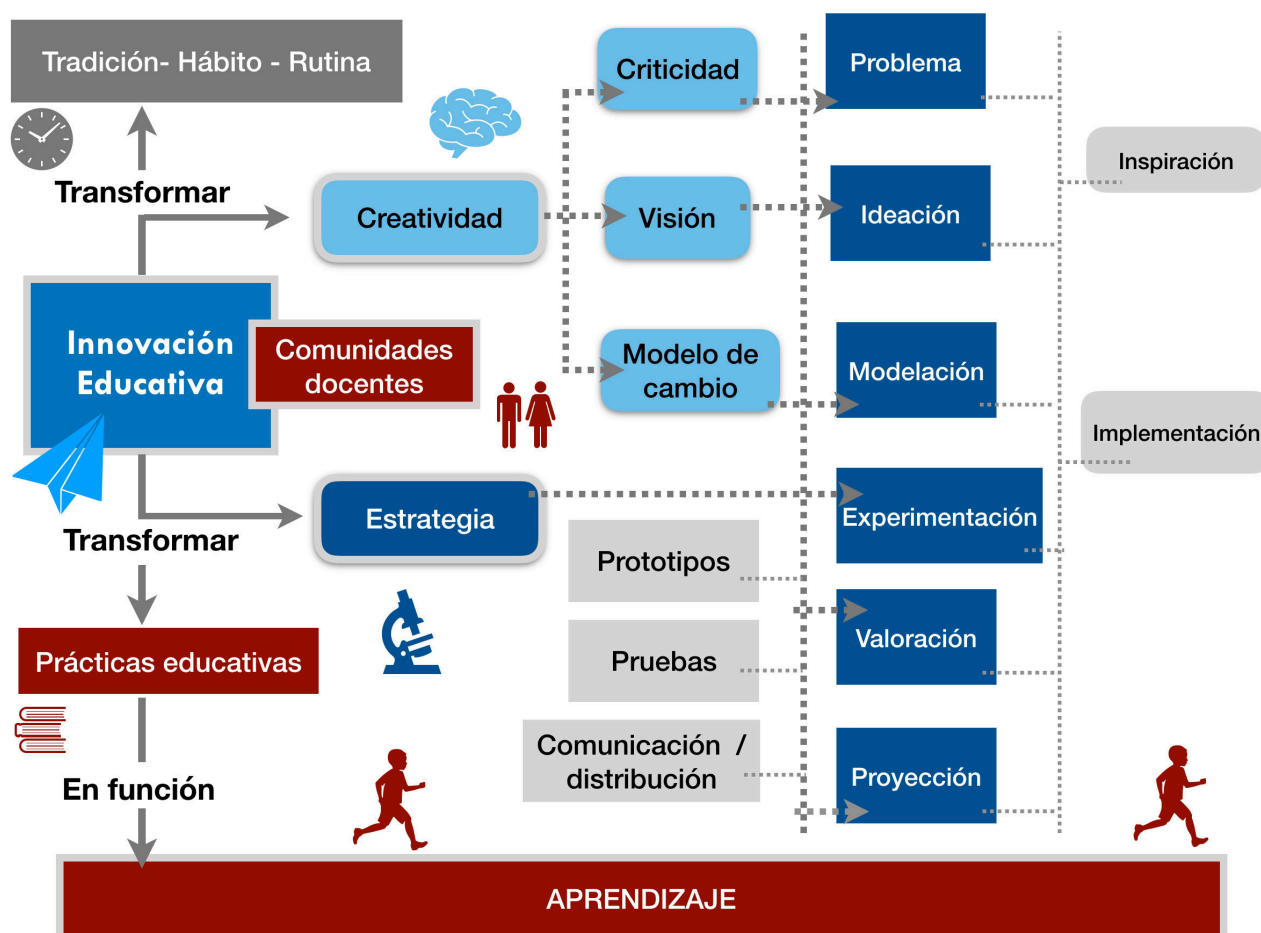 Tradición- Hábito - Rutina
Transformar
Innovación
Educativa
Comunidades
docentes
Transformar
Prácticas educativas
En función
Creatividad
Estrategia
Criticidad
Visión
Modelo de
cambio
Prototipos
Pruebas
Comunicación /
distribución
Problema
Ideación
Modelación
Experimentación
Valoración
Proyección
Inspiración
Implementación
APRENDIZAJE